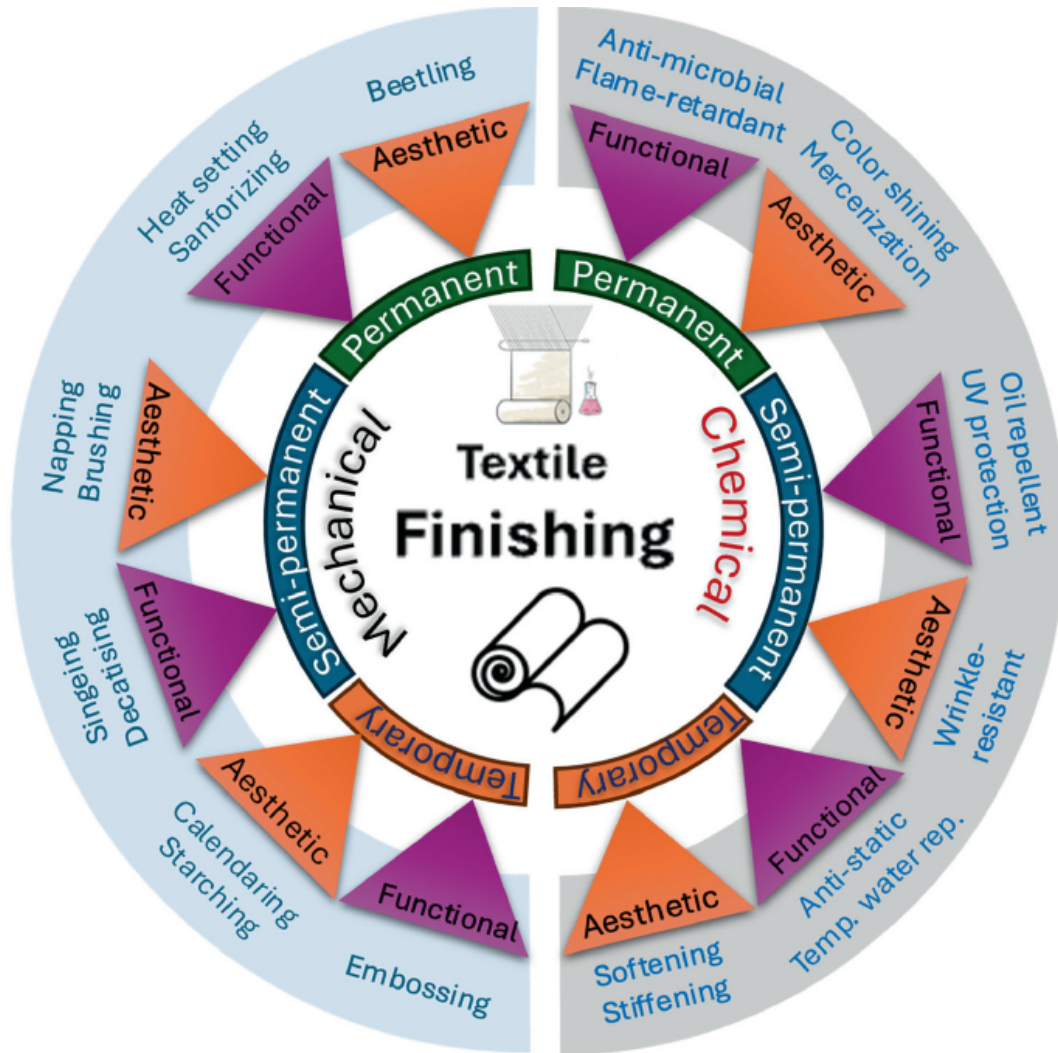 Textile
Finishing
Mechanical
Chemical
Permanent
Aesthetic
Beetling
Functional
Heat setting
Sanforizing
Semi-permanent
Aesthetic
Napping
Brushing
Functional
Singeing
Decatising
Temporary
Aesthetic
Calendaring
Starching
Functional
Embossing
Permanent
Functional
Anti-microbial
Flame-retardant
Aesthetic
Color shining
Mercerization
Semi-permanent
Functional
Oil repellent
UV protection
Aesthetic
Wrinkle-
resistant
Temporary
Functional
Anti-static
Temp. water rep.
Aesthetic
Softening
Stiffening